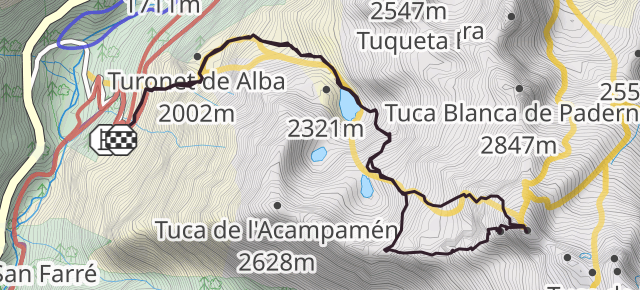 1711m
2547m
Tuqueta
Turonet de Alba
2002m
255
Tuca Blanca de Padern
2321m
2847m
Tuca de l'Acampamén
2628m
San Farré